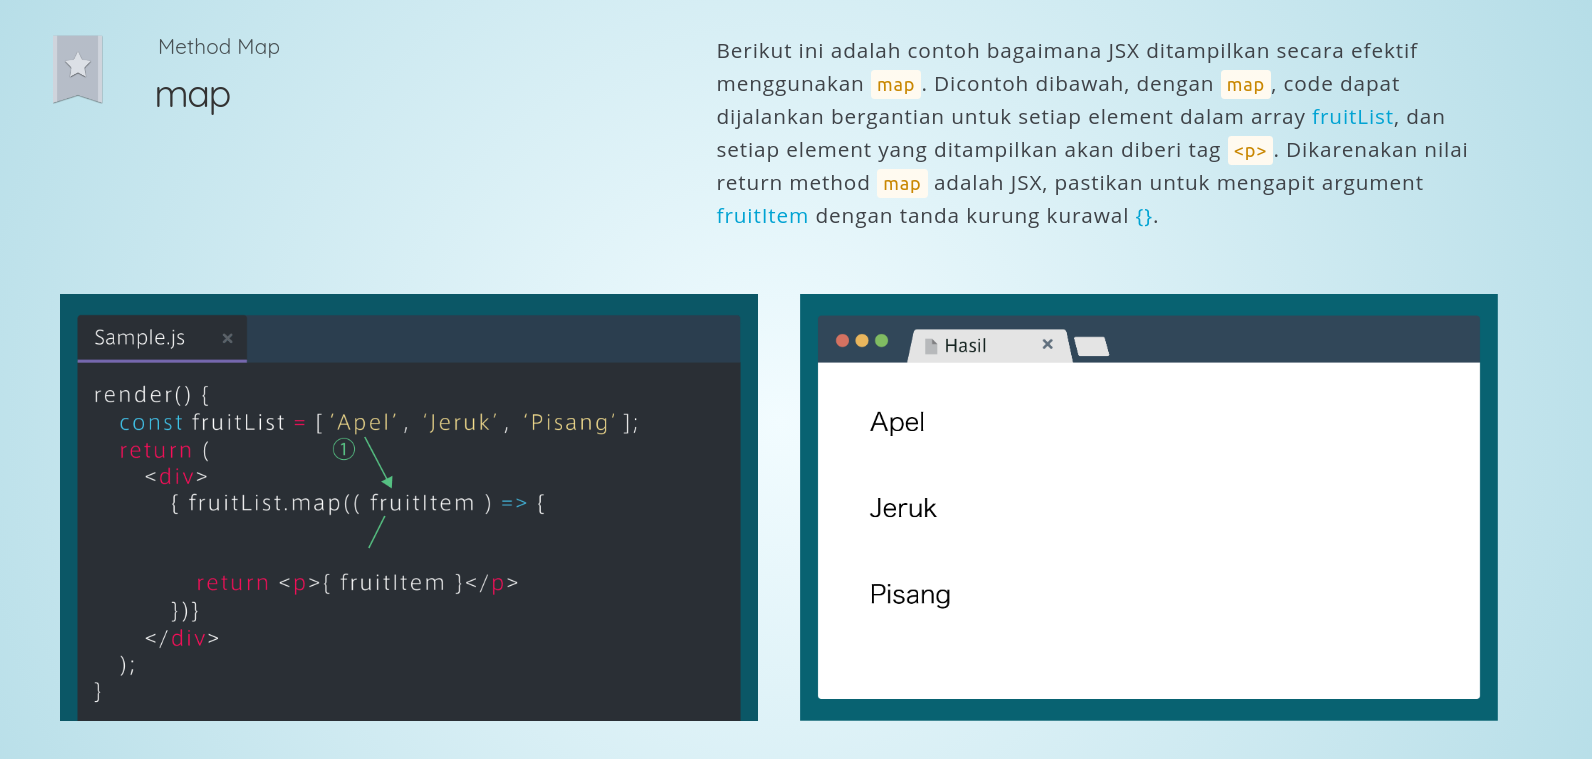 Method Map
map
Berikut ini adalah contoh bagaimana JSX ditampilkan secara efektif
menggunakan map. Dicontoh dibawah, dengan map, code dapat
dijalankan bergantian untuk setiap element dalam array fruitList, dan
setiap element yang ditampilkan akan diberi tag <p>. Dikarenakan nilai
return method map adalah JSX, pastikan untuk mengapit argument
fruitItem dengan tanda kurung kurawal {}.
Sample.js ×
render() {
const fruitList = [ ‘Apel’ , ‘Jeruk’ , ‘Pisang’ ];
①
return (
<div>
{ fruitList.map(( fruitItem ) => {
return <p>{ fruitItem }</p>
})}
</div>
);
}
Hasil ×
Apel
Jeruk
Pisang